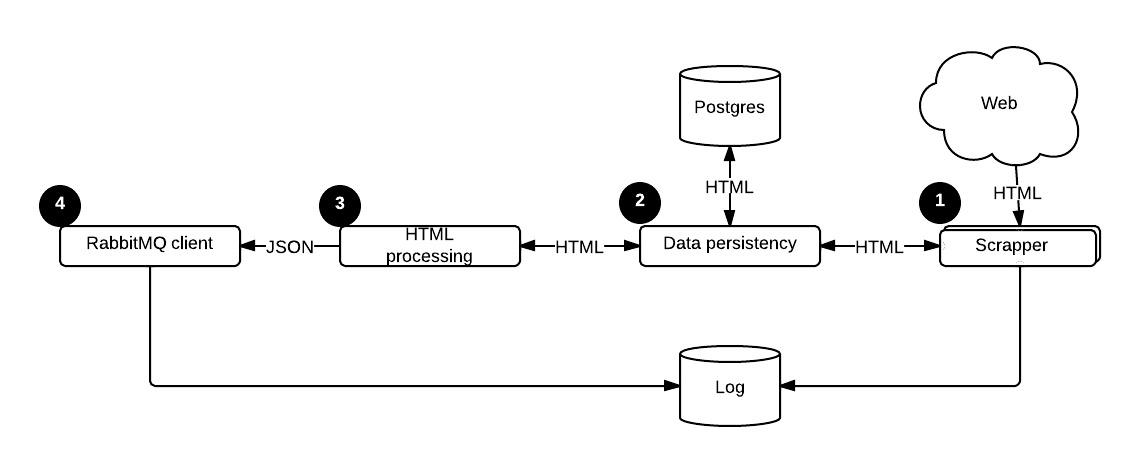 Web
Postgres
HTML
HTML
4
3
2
1
RabbitMQ client
JSON
HTML
processing
HTML
Data persistency
HTML
Scrapper
Log